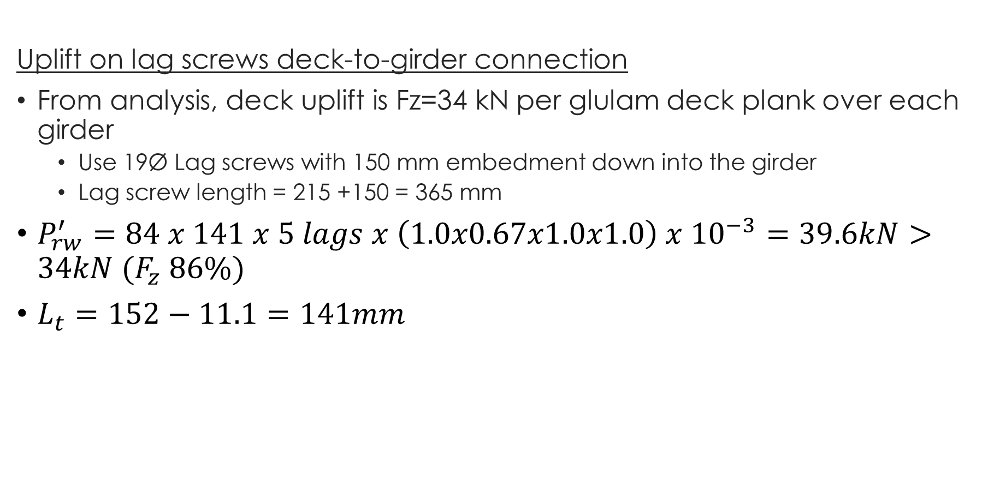 Uplift on lag screws deck-to-girder connection
• From analysis, deck uplift is Fz=34 kN per glulam deck plank over each
girder
• Use 19Ø Lag screws with 150 mm embedment down into the girder
• Lag screw length = 215 +150 = 365 mm
• P′rw = 84 x 141 x 5 lags x (1.0x0.67x1.0x1.0) x 10⁻³ = 39.6kN >
34kN (Fz 86%)
• Lt = 152 − 11.1 = 141mm